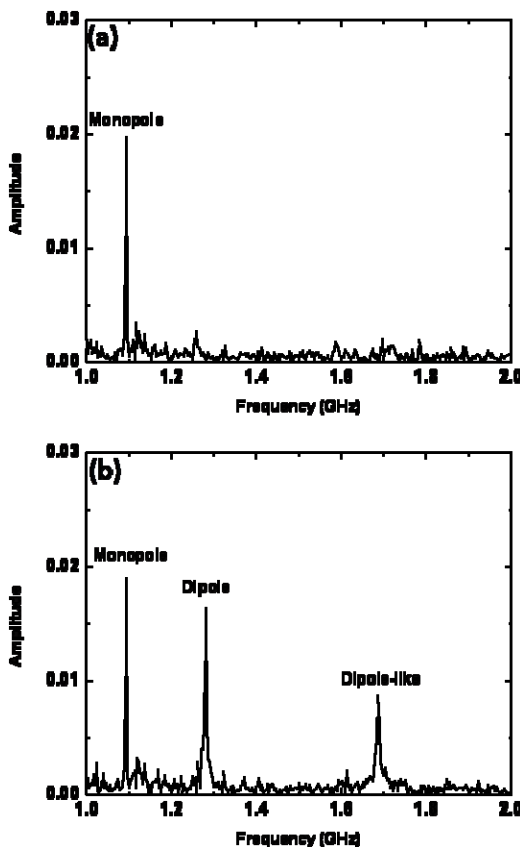 (a)
0.03
Monopole
0.02
Amplitude
0.01
0.00
1.0 1.2 1.4 1.6 1.8 2.0
Frequency (GHz)
(b)
0.03
Monopole
Dipole
0.02
Dipole-like
Amplitude
0.01
0.00
1.0 1.2 1.4 1.6 1.8 2.0
Frequency (GHz)